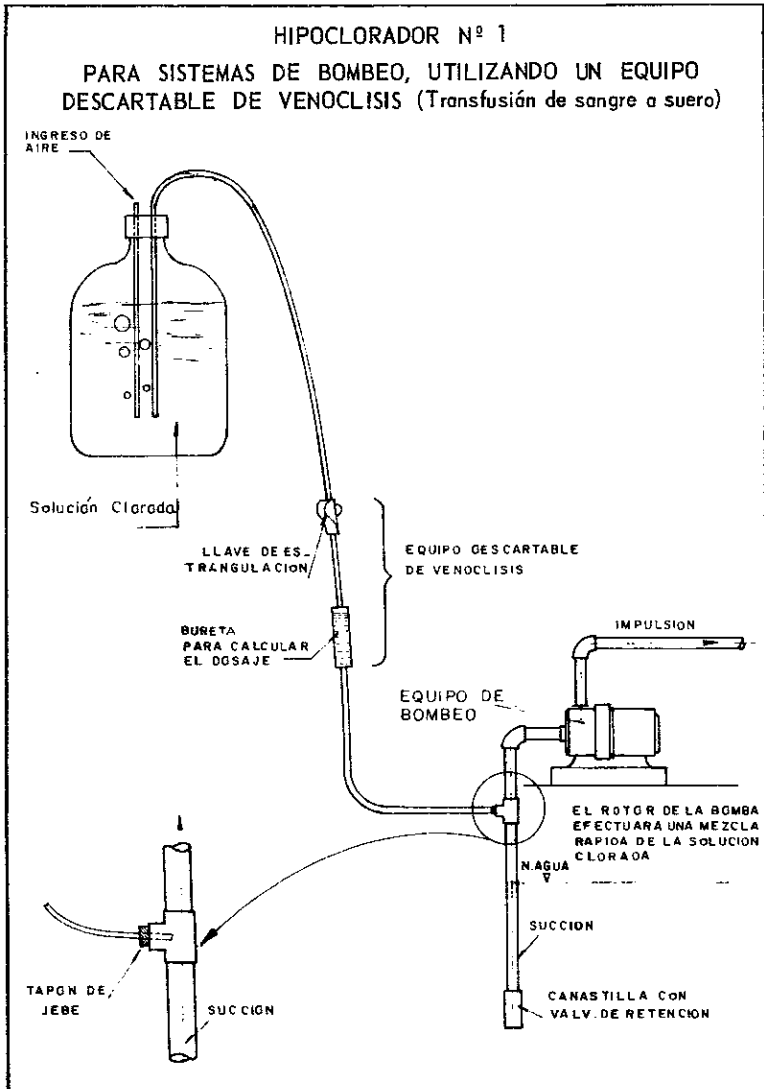 HIPOCLORADOR Nº 1
PARA SISTEMAS DE BOMBEO, UTILIZANDO UN EQUIPO
DESCARTABLE DE VENOCLISIS (Transfusión de sangre o suero)
INGRESO DE
AIRE
Solución Clorada
LLAVE DE ES_
TRANGULACION
EQUIPO DESCARTABLE
DE VENOCLISIS
BURETA
PARA CALCULAR
EL DOSAJE
IMPULSION
EQUIPO DE
BOMBEO
EL ROTOR DE LA BOMBA
EFECTUARA UNA MEZCLA
RAPIDA DE LA SOLUCION
CLORADA
N.AGUA
SUCCION
TAPON DE
JEBE
SUCCION
CANASTILLA CON
VALV. DE RETENCION